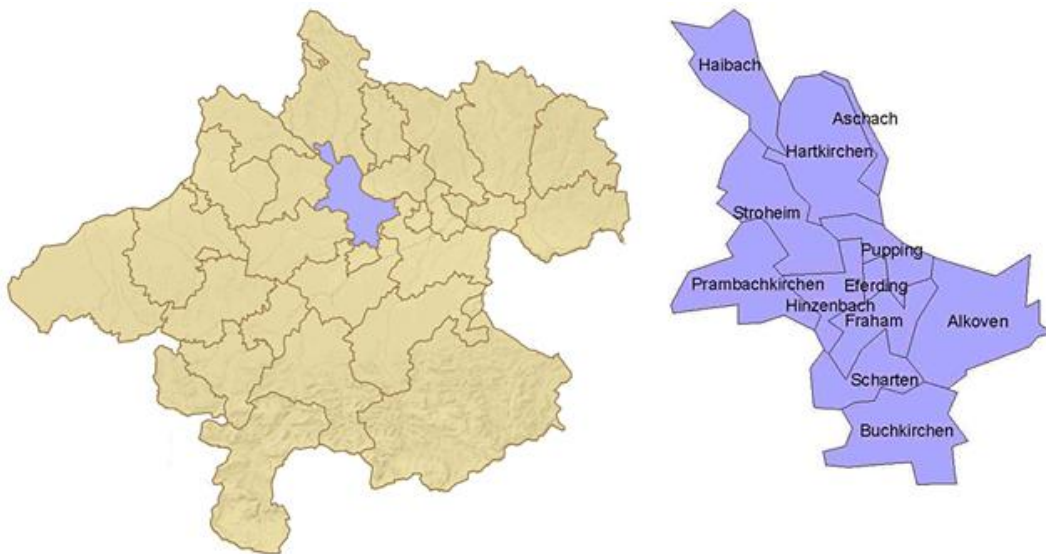 Haibach
Aschach
Hartkirchen
Stroheim
Pupping
Prambachkirchen
Eferding
Hinzenbach
Fraham
Alkoven
Scharten
Buchkirchen